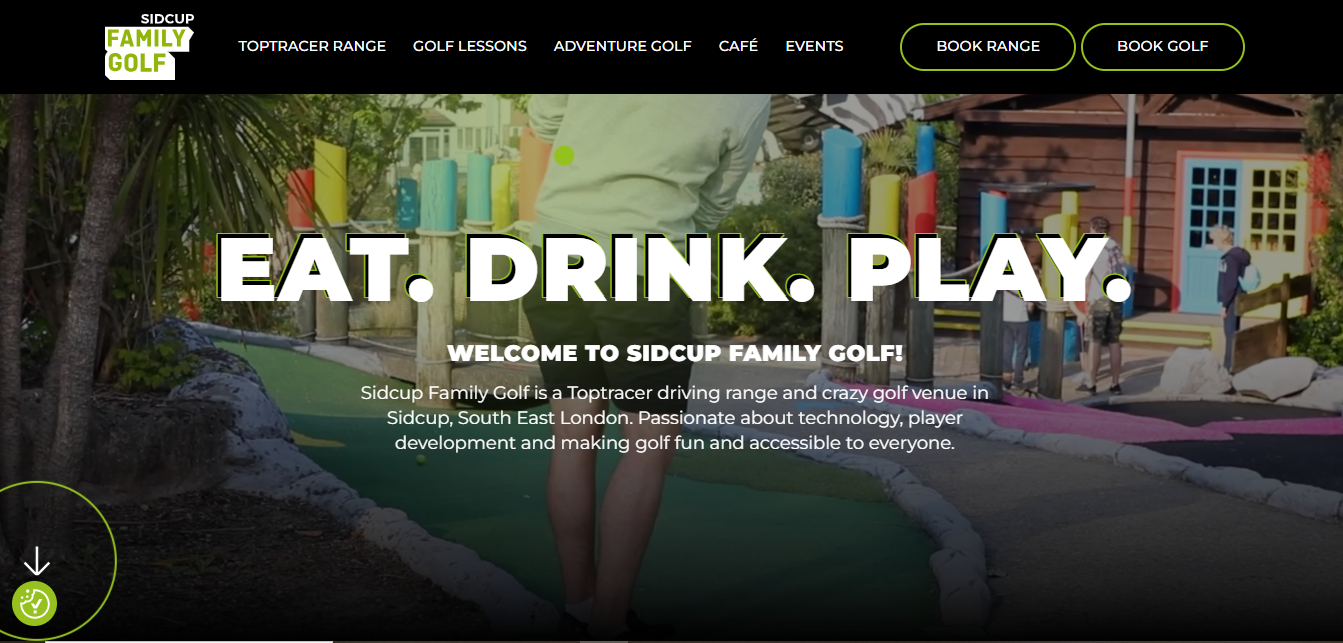 SIDCUP
FAMILY
GOLF
TOPTRACER RANGE GOLF LESSONS ADVENTURE GOLF CAFÉ EVENTS BOOK RANGE BOOK GOLF
EAT. DRINK. PLAY.
WELCOME TO SIDCUP FAMILY GOLF!
Sidcup Family Golf is a Toptracer driving range and crazy golf venue in
Sidcup, South East London. Passionate about technology, player
development and making golf fun and accessible to everyone.